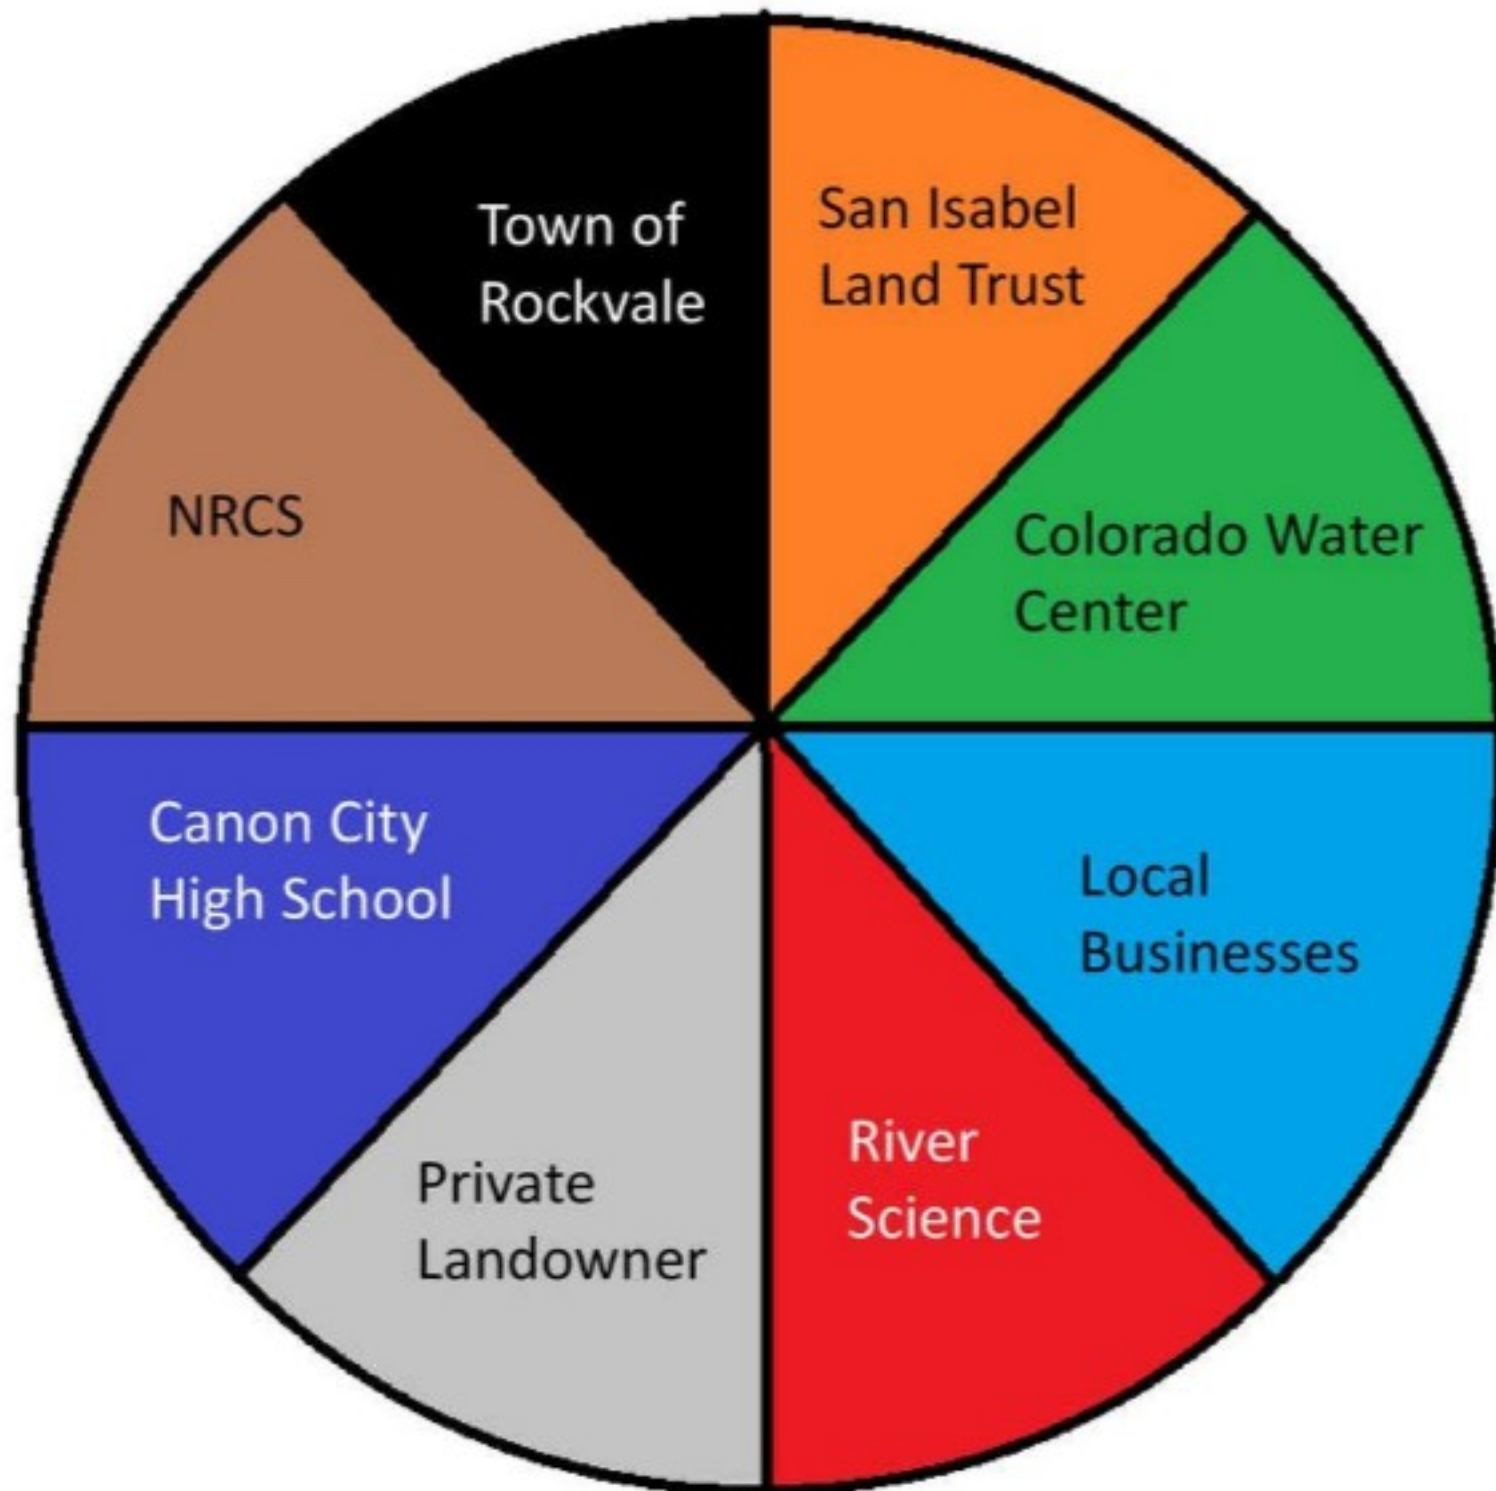 Town of
Rockvale
San Isabel
Land Trust
NRCS
Colorado Water
Center
Canon City
High School
Local
Businesses
Private
Landowner
River
Science